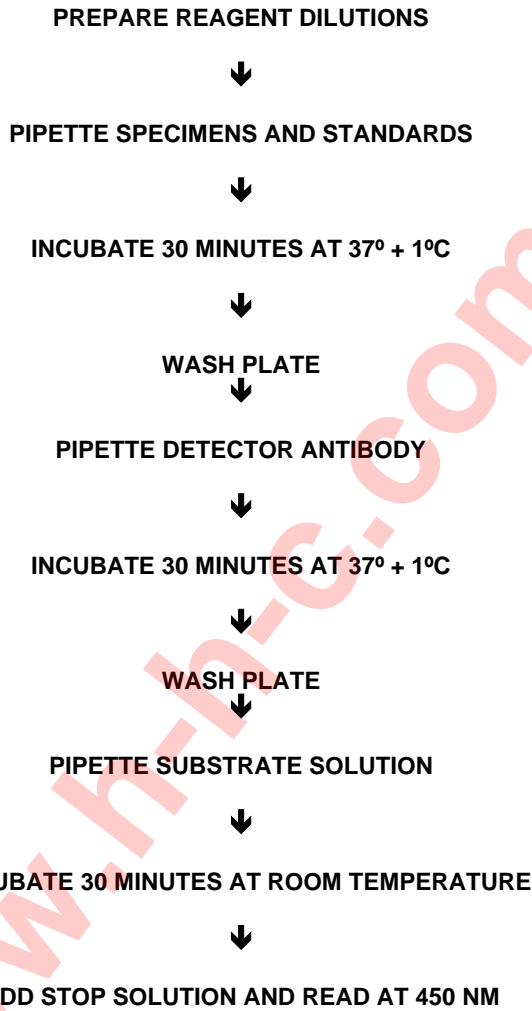 PREPARE REAGENT DILUTIONS
PIPETTE SPECIMENS AND STANDARDS
INCUBATE 30 MINUTES AT 37º + 1ºC
WASH PLATE
PIPETTE DETECTOR ANTIBODY
INCUBATE 30 MINUTES AT 37º + 1ºC
WASH PLATE
PIPETTE SUBSTRATE SOLUTION
UBATE 30 MINUTES AT ROOM TEMPERATURE
DD STOP SOLUTION AND READ AT 450 NM
w.h-h-c.com